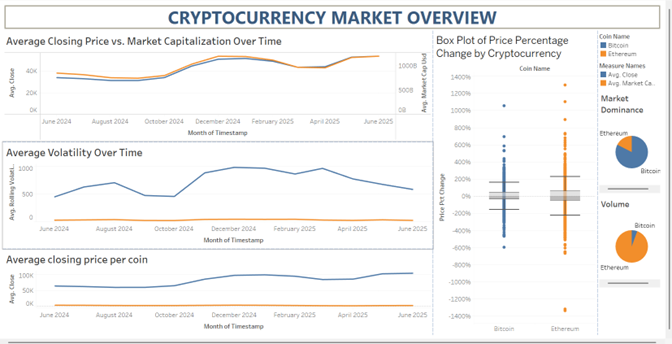 CRYPTOCURRENCY MARKET OVERVIEW
Average Closing Price vs. Market Capitalization Over Time
Avg. Close
40K
20K
0K
1000B
500B
0B
Avg. Market Cap Usd
June 2024 August 2024 October 2024 December 2024 February 2025 April 2025 June 2025
Month of Timestamp
Average Volatility Over Time
Avg. Rolling Volati..
1000
500
0
June 2024 August 2024 October 2024 December 2024 February 2025 April 2025 June 2025
Month of Timestamp
Average closing price per coin
Avg. Close
100K
50K
0K
June 2024 August 2024 October 2024 December 2024 February 2025 April 2025 June 2025
Month of Timestamp
Box Plot of Price Percentage
Change by Cryptocurrency
Coin Name
Price Pct Change
1400%
1200%
1000%
800%
600%
400%
200%
0%
-200%
-400%
-600%
-800%
-1000%
-1200%
-1400%
Bitcoin Ethereum
Coin Name
Bitcoin
Ethereum
Measure Names
Avg. Close
Avg. Market Ca..
Market
Dominance
Ethereum
Bitcoin
Volume
Bitcoin
Ethereum